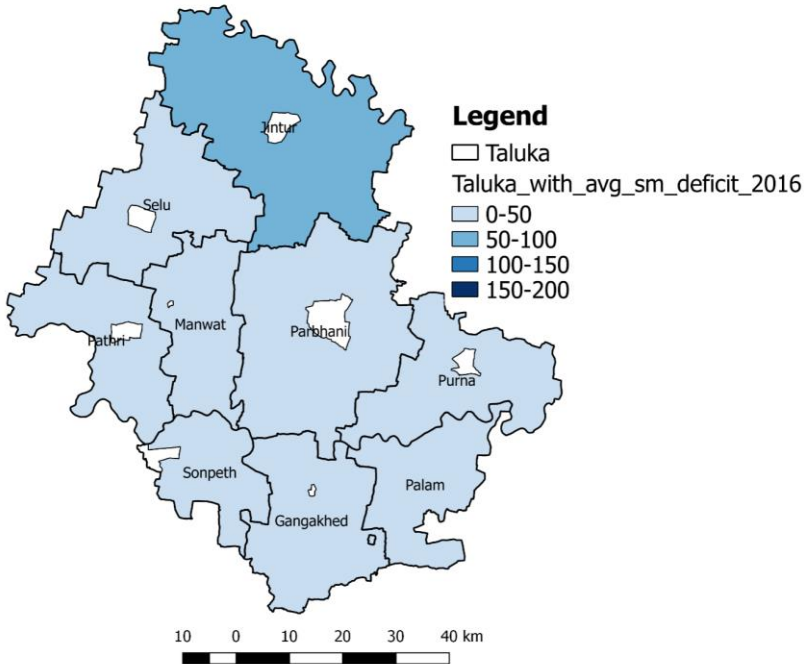 Jintur
Selu
Manwat
Pathri
Parbhani
Purna
Sonpeth
Gangakhed
Palam
Legend
Taluka
Taluka_with_avg_sm_deficit_2016
0-50
50-100
100-150
150-200
10 0 10 20 30 40 km